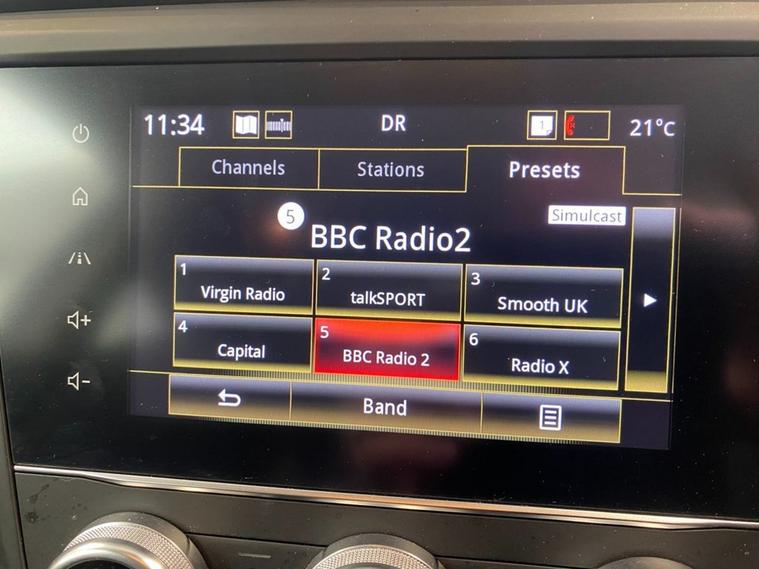 11:34 DR 1 21°C
Channels Stations Presets
5 Simulcast
BBC Radio2
1 Virgin Radio
2 talkSPORT
3 Smooth UK
4 Capital
5 BBC Radio 2
6 Radio X
Band